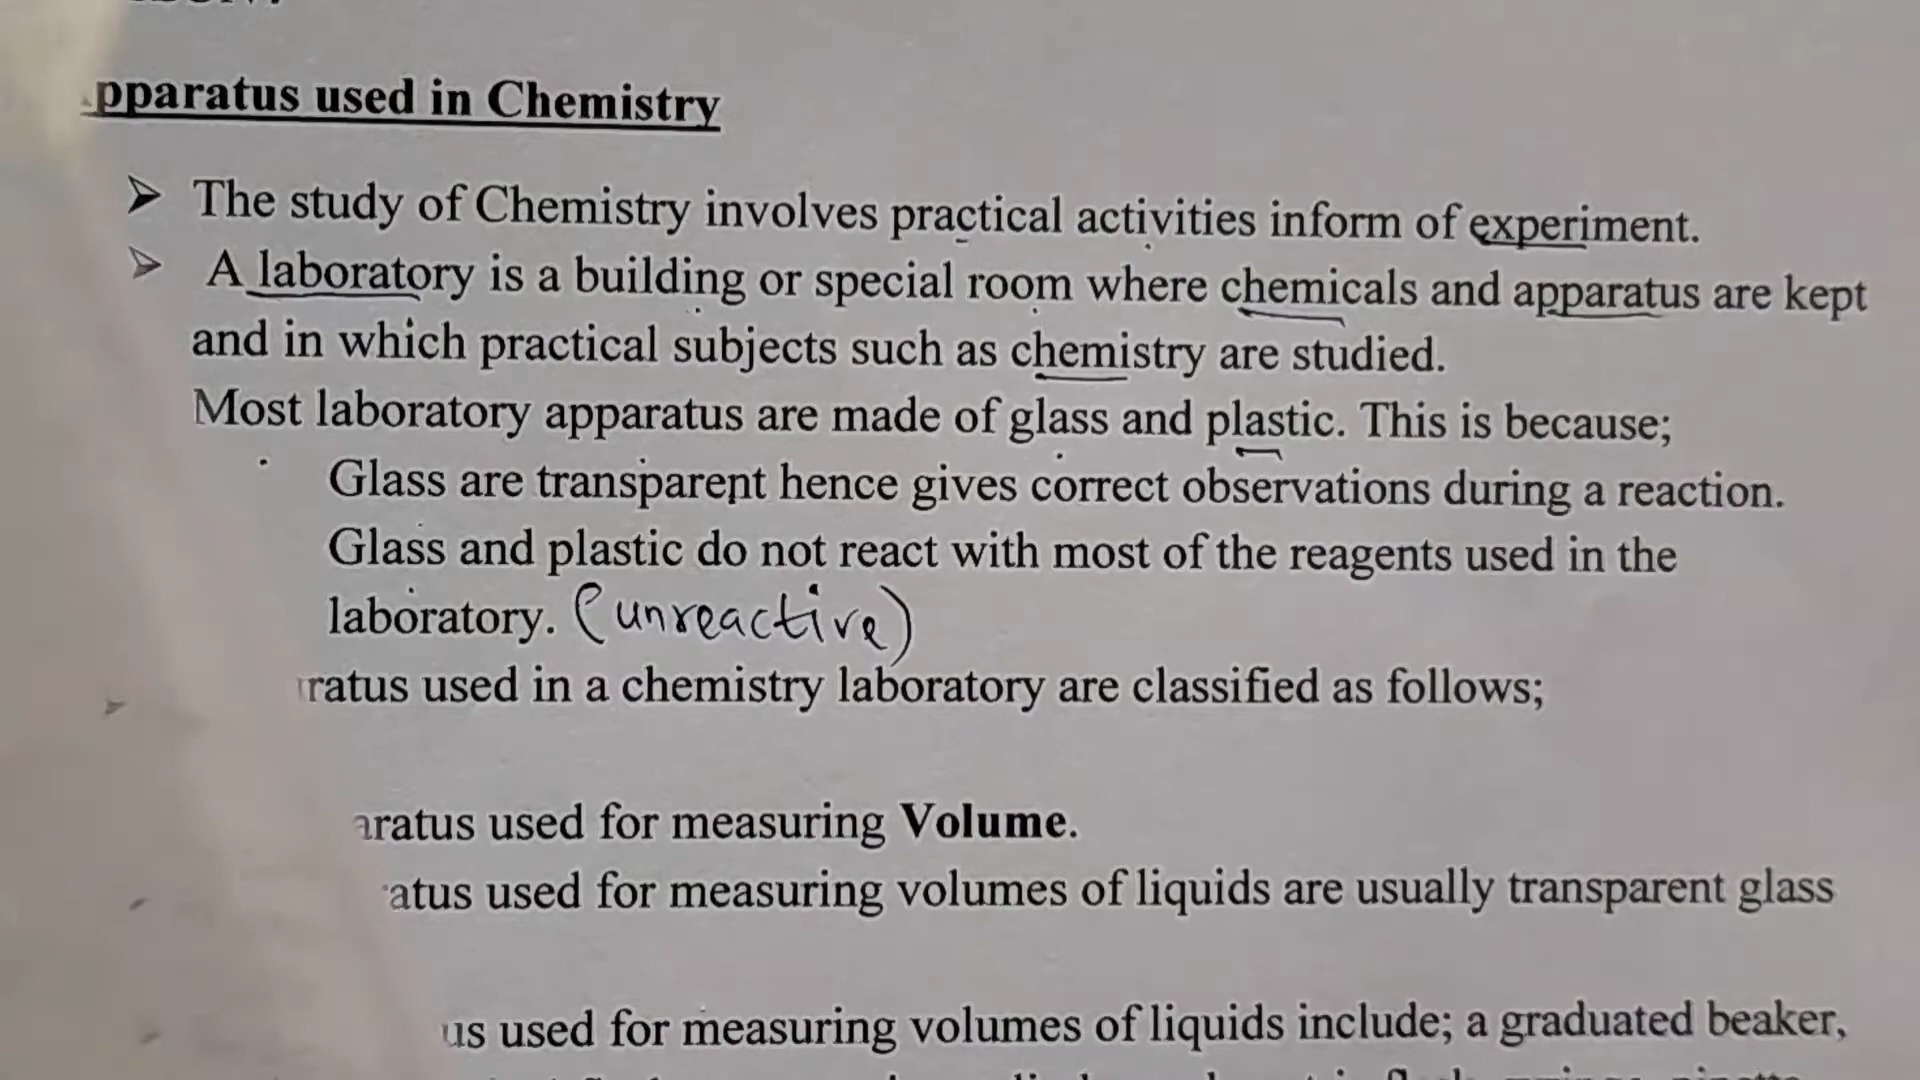 pparatus used in Chemistry
➢ The study of Chemistry involves practical activities inform of experiment.
➢ A laboratory is a building or special room where chemicals and apparatus are kept
and in which practical subjects such as chemistry are studied.
Most laboratory apparatus are made of glass and plastic. This is because;
Glass are transparent hence gives correct observations during a reaction.
Glass and plastic do not react with most of the reagents used in the
laboratory. (unreactive)
ratus used in a chemistry laboratory are classified as follows;
aratus used for measuring Volume.
atus used for measuring volumes of liquids are usually transparent glass
us used for measuring volumes of liquids include; a graduated beaker,